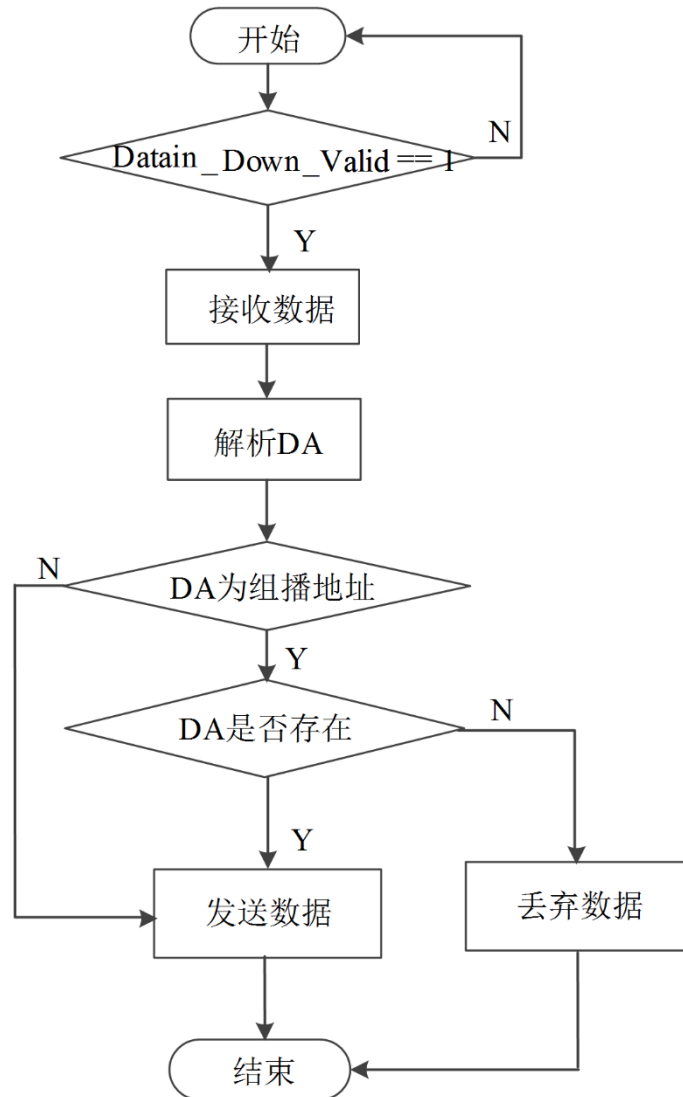 开始
N
Datain_Down_Valid == 1
Y
接收数据
解析DA
N
DA为组播地址
Y
DA是否存在
N
Y
发送数据
丢弃数据
结束